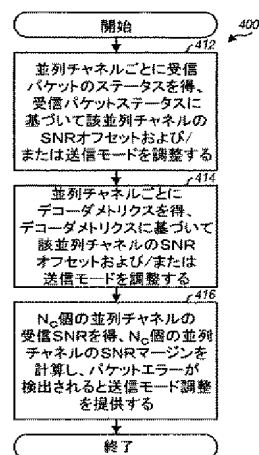 開始
400
412
並列チャネルごとに受信
パケットのステータスを得、
受信パケットステータスに
基づいて該並列チャネルの
SNRオフセットおよび/
または送信モードを調整する
414
並列チャネルごとに
デコーダメトリクスを得、
デコーダメトリクスに基づいて
該並列チャネルのSNR
オフセットおよび/または
送信モードを調整する
416
NC個の並列チャネルの
受信SNRを得、NC個の並列
チャネルのSNRマージンを
計算し、パケットエラーが
検出されると送信モード調整
を提供する
終了